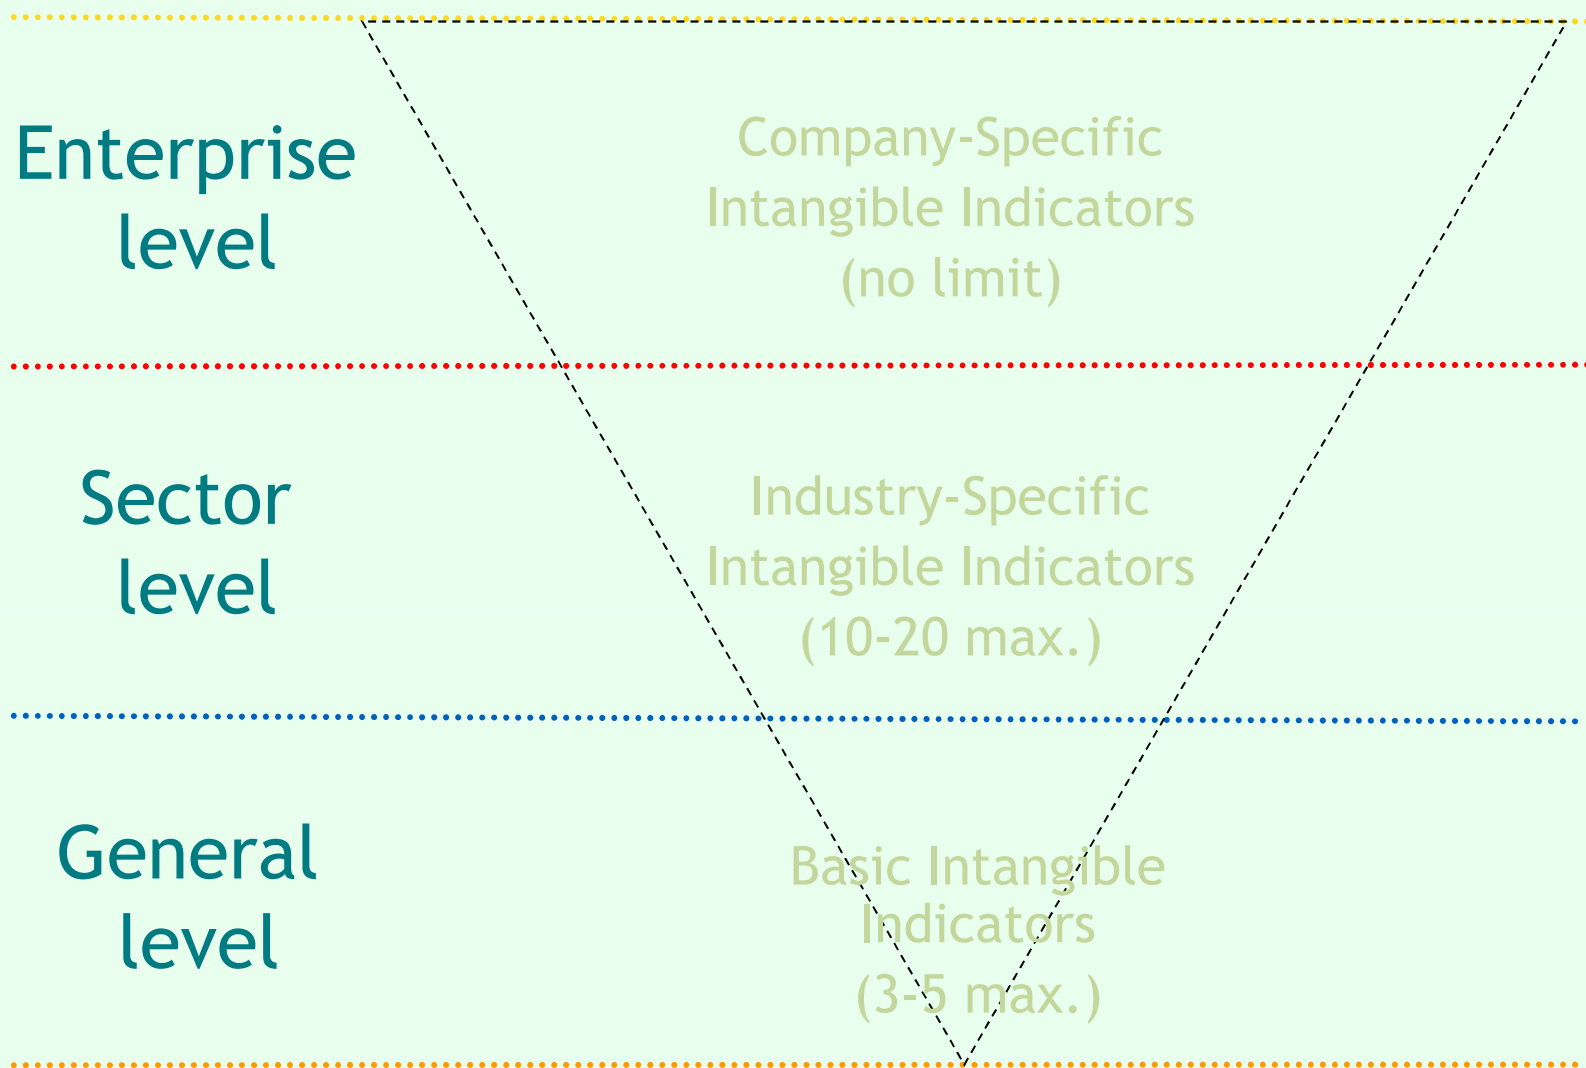 Enterprise
level
Company-Specific
Intangible Indicators
(no limit)
Sector
level
Industry-Specific
Intangible Indicators
(10-20 max.)
General
level
Basic Intangible
Indicators
(3-5 max.)